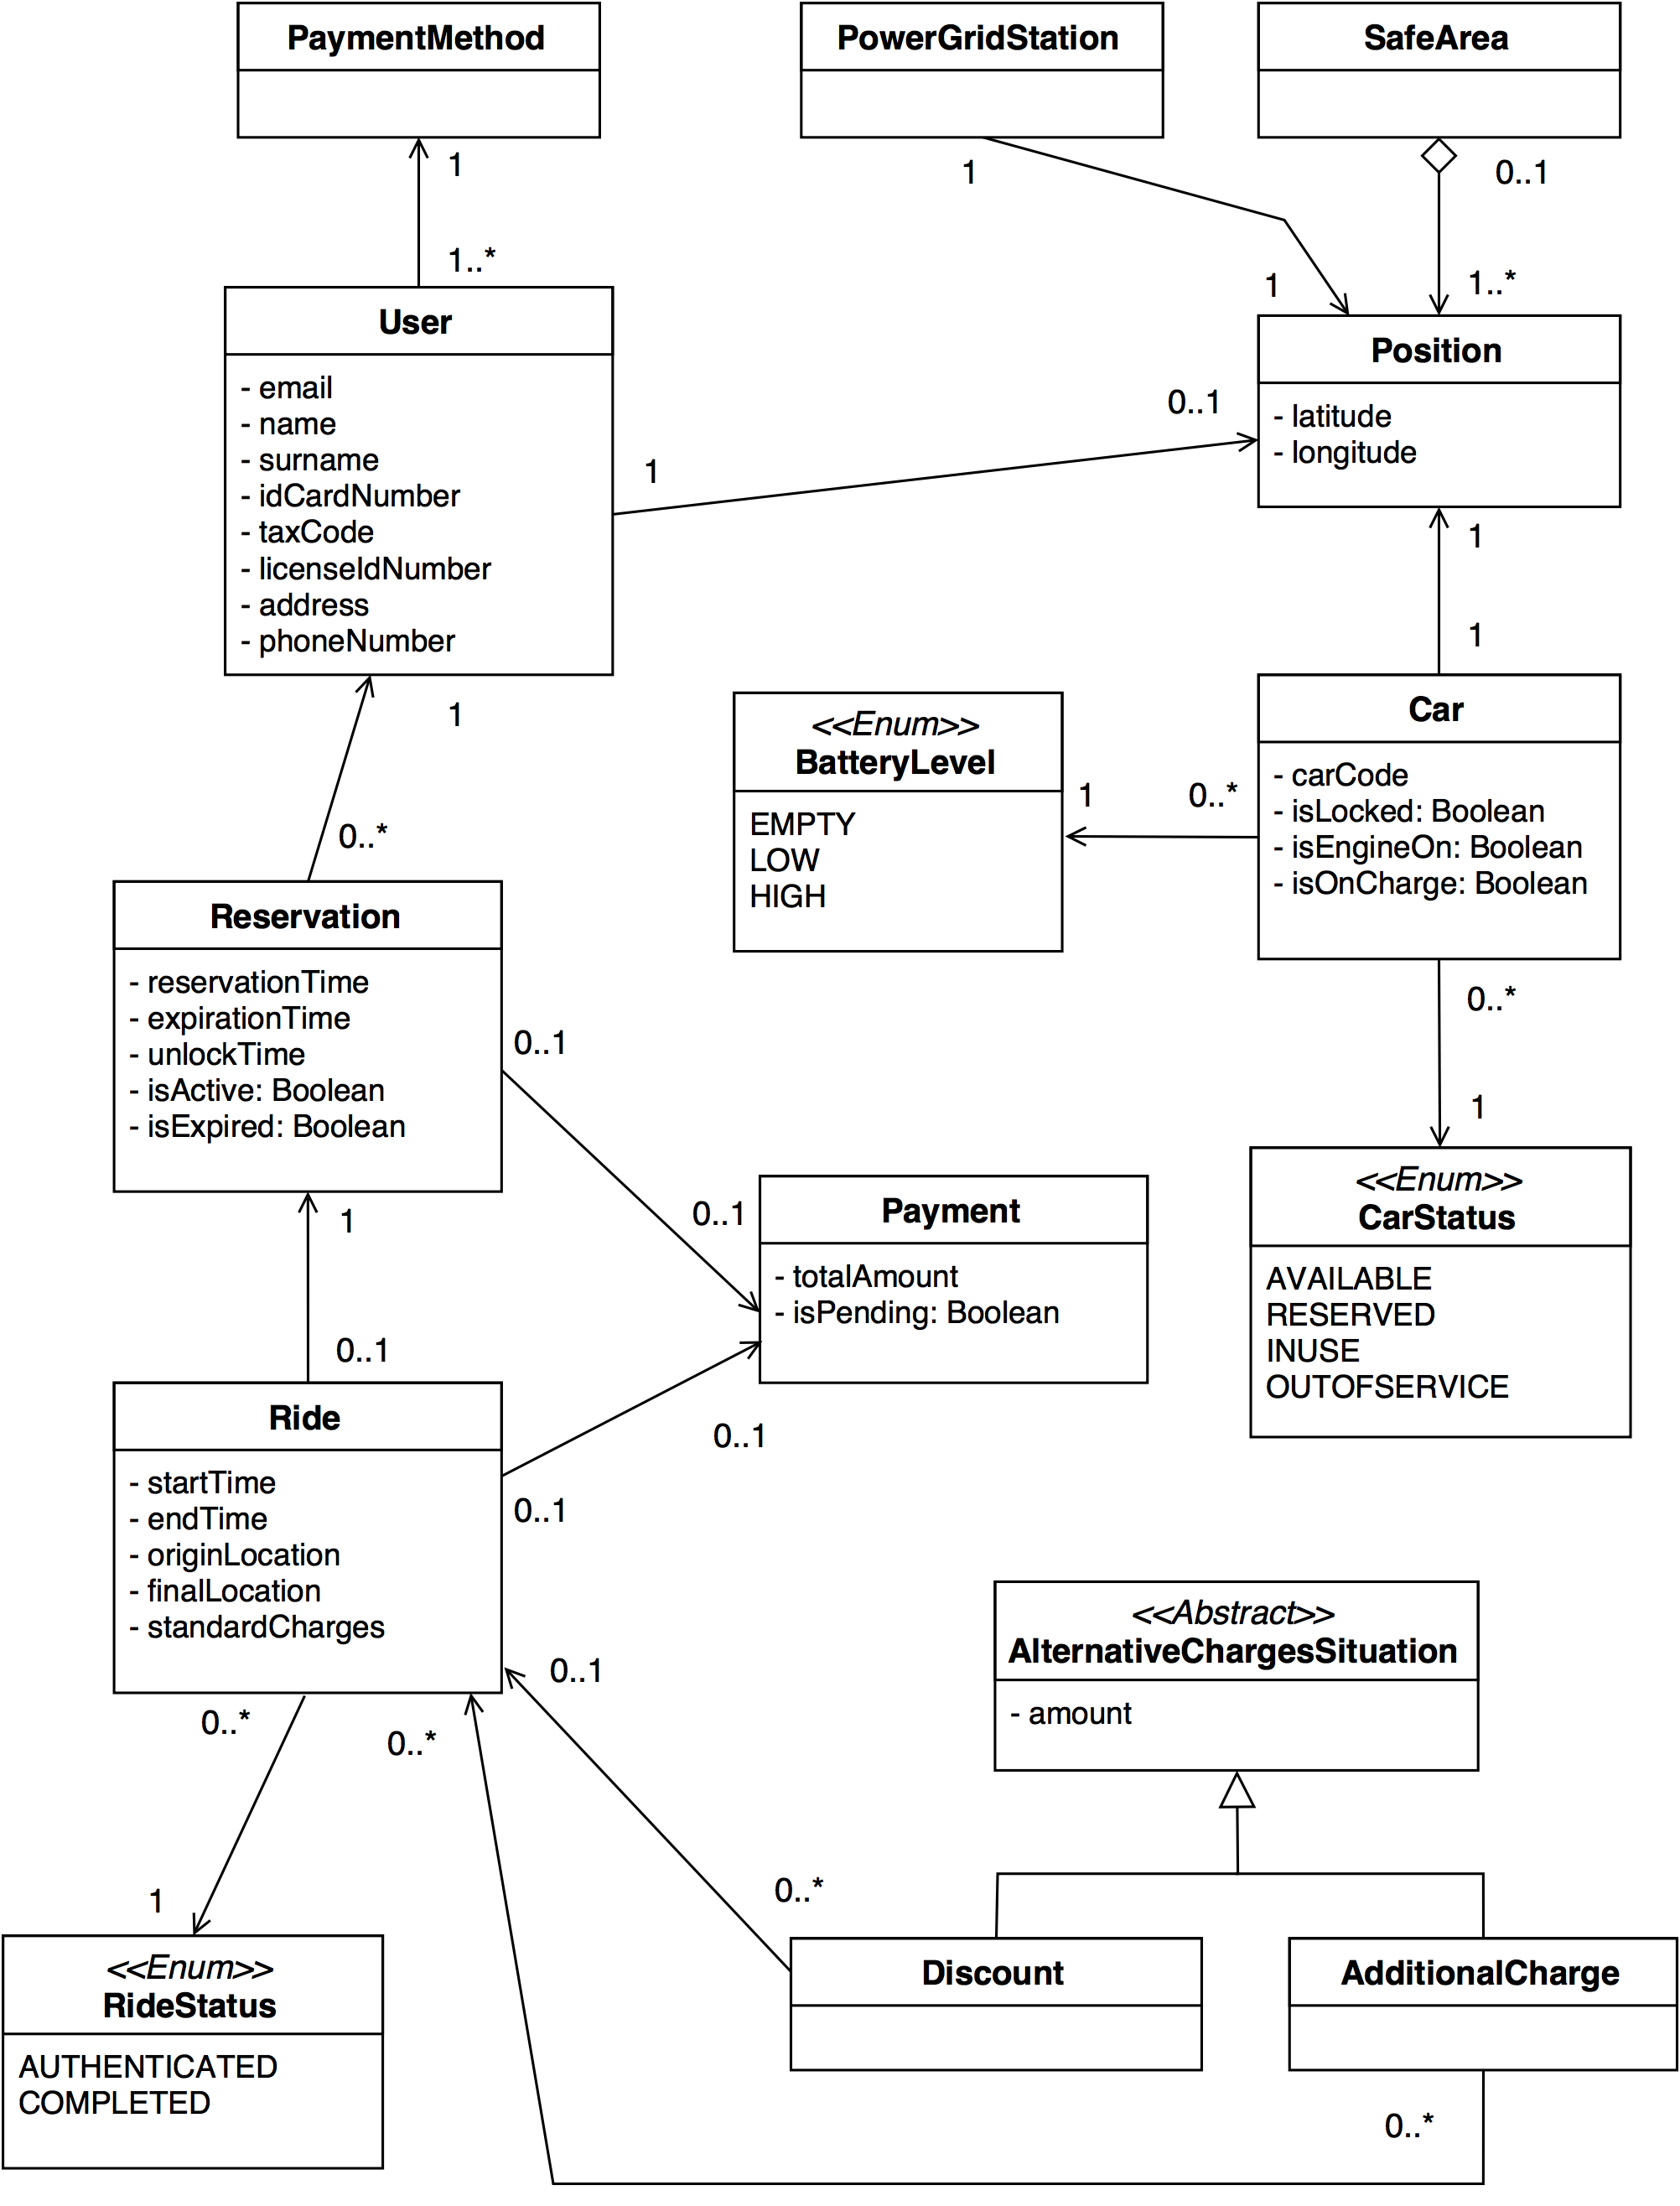 PaymentMethod
PowerGridStation
SafeArea
1
1
0..1
1..*
1
1..*
User
- email
- name
- surname
- idCardNumber
- taxCode
- licenseIdNumber
- address
- phoneNumber
Position
- latitude
- longitude
0..1
1
1
1
1
0..*
<<Enum>>
BatteryLevel
EMPTY
LOW
HIGH
1
0..*
Car
- carCode
- isLocked: Boolean
- isEngineOn: Boolean
- isOnCharge: Boolean
Reservation
- reservationTime
- expirationTime
- unlockTime
- isActive: Boolean
- isExpired: Boolean
0..1
0..*
1
0..1
1
0..1
Payment
- totalAmount
- isPending: Boolean
<<Enum>>
CarStatus
AVAILABLE
RESERVED
INUSE
OUTOFSERVICE
Ride
- startTime
- endTime
- originLocation
- finalLocation
- standardCharges
0..1
0..1
0..1
0..*
0..*
<<Abstract>>
AlternativeChargesSituation
- amount
1
0..*
<<Enum>>
RideStatus
AUTHENTICATED
COMPLETED
Discount
AdditionalCharge
0..*